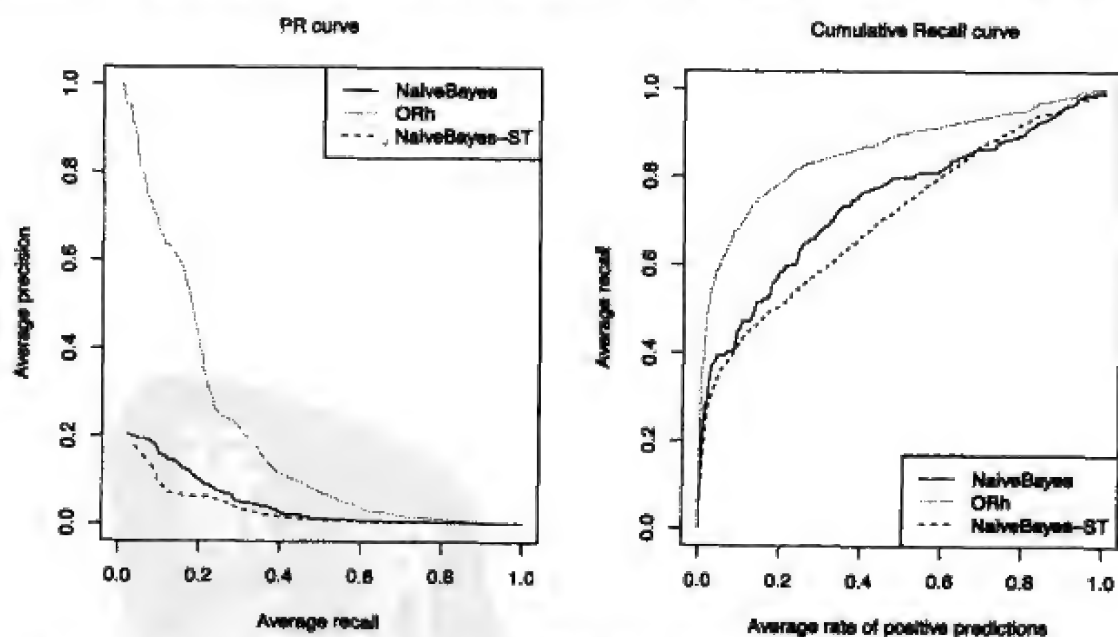 PR curve
NaiveBayes
ORh
NaiveBayes-ST
Average precision
0.0 0.2 0.4 0.6 0.8 1.0
0.0 0.2 0.4 0.6 0.8 1.0
Average recall
Cumulative Recall curve
Average recall
0.0 0.2 0.4 0.6 0.8 1.0
NaiveBayes
ORh
NaiveBayes-ST
0.0 0.2 0.4 0.6 0.8 1.0
Average rate of positive predictions